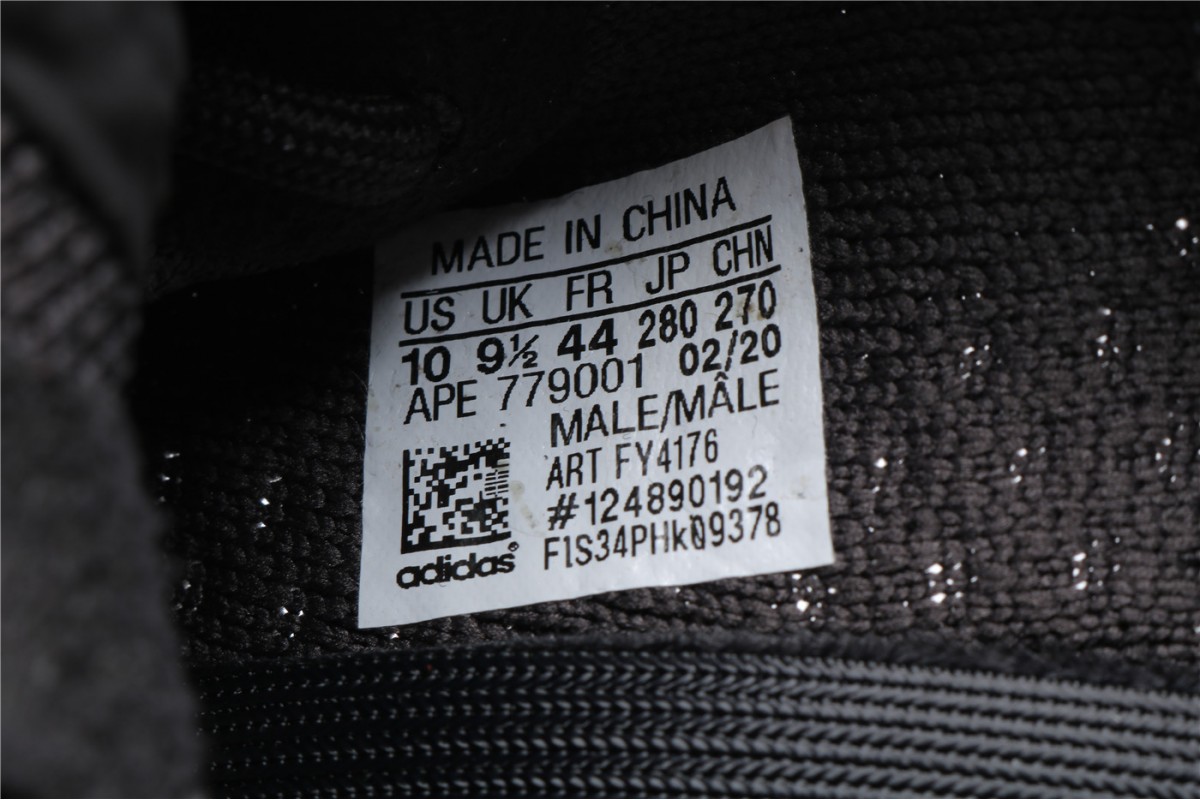 MADE IN CHINA
US UK FR JP CHN
10 9½ 44 280 270
APE 779001 02/20
MALE/MÂLE
ART FY4176
#124890192
F1S34PHk09378
adidas®